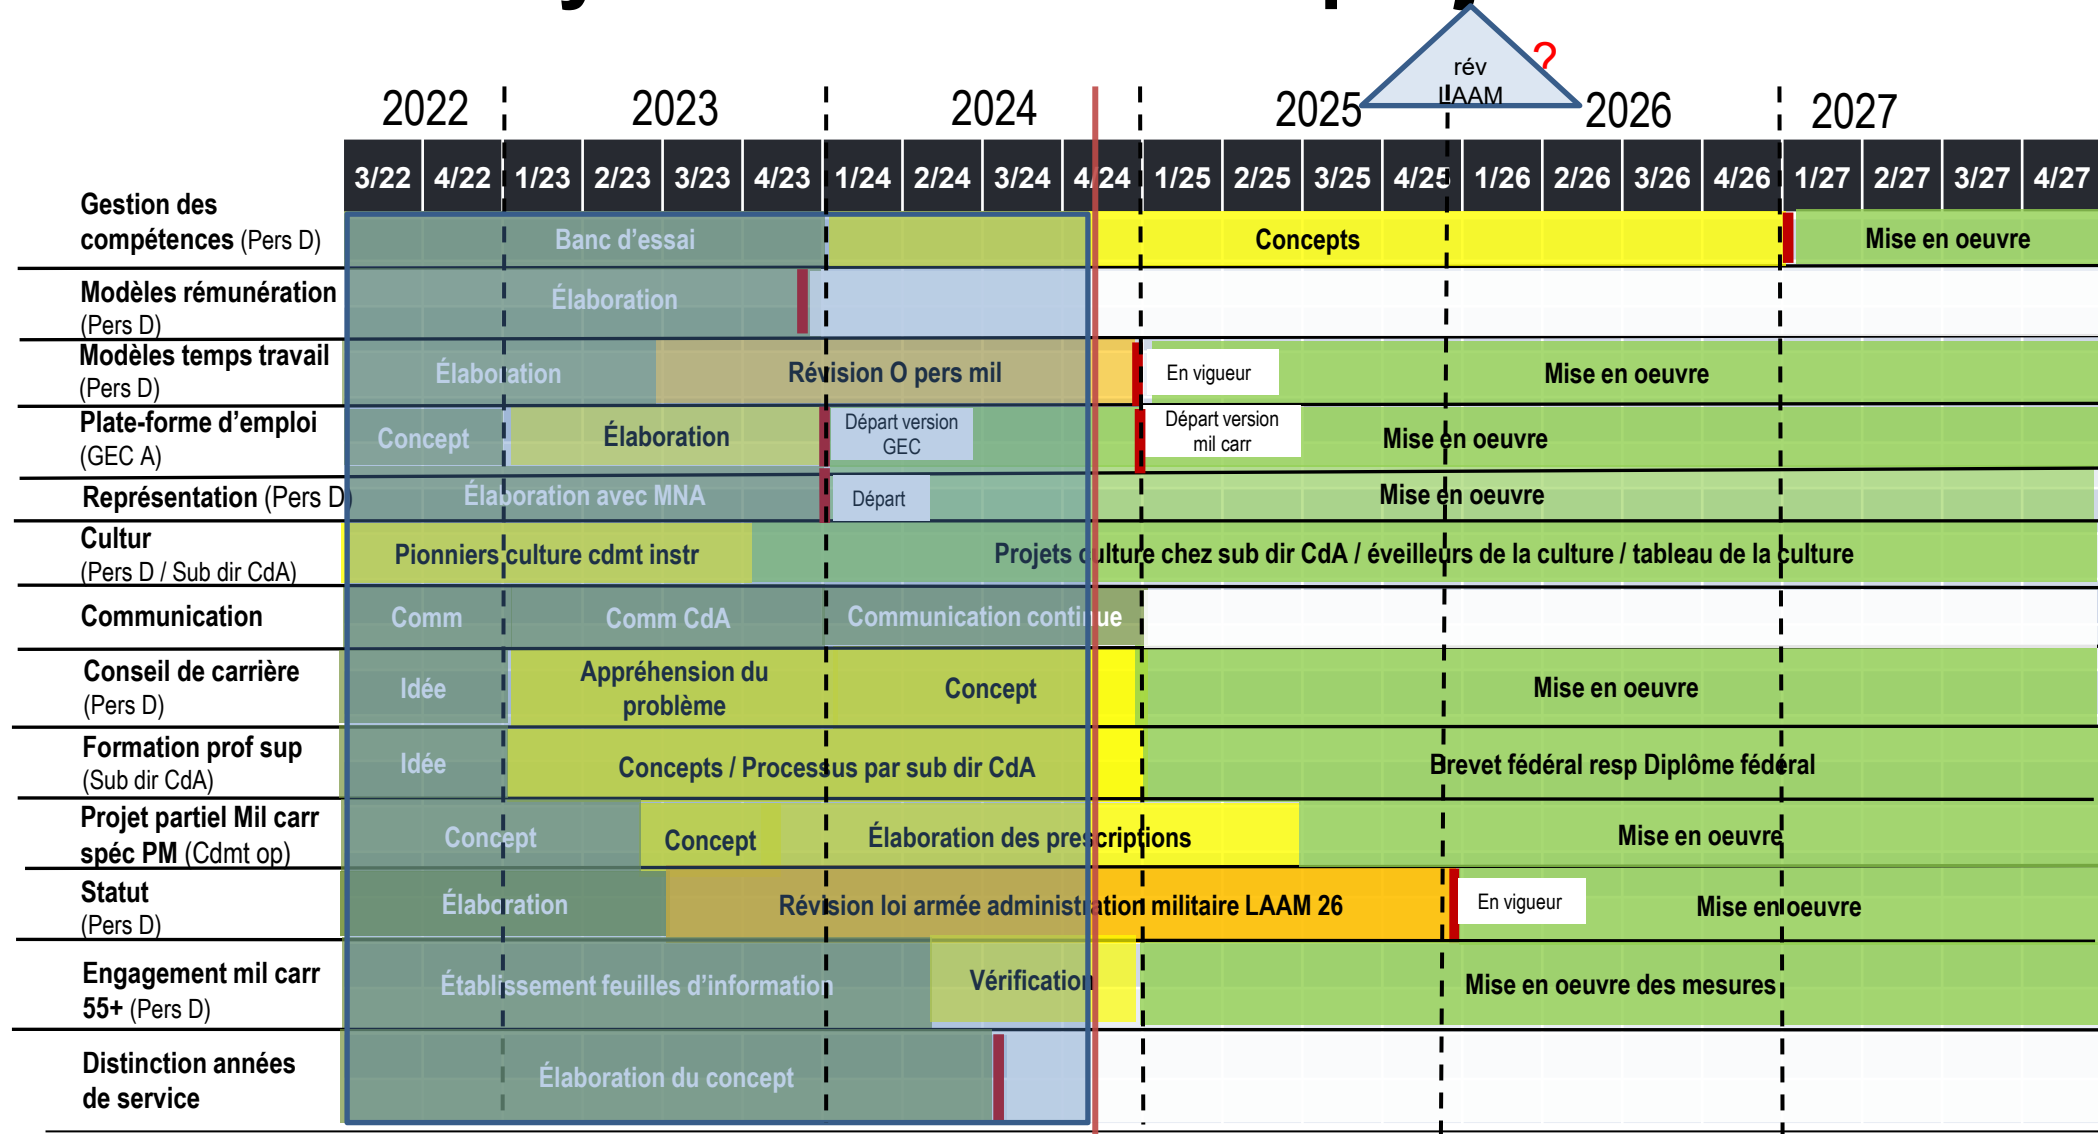 rév
LAAM
?
2022 2023 2024 2025 2026 2027
3/22 4/22 1/23 2/23 3/23 4/23 1/24 2/24 3/24 4/24 1/25 2/25 3/25 4/25 1/26 2/26 3/26 4/26 1/27 2/27 3/27 4/27
Gestion des
compétences (Pers D)
Banc d'essai
Concepts
Mise en oeuvre
Modèles rémunération
(Pers D)
Élaboration
Modèles temps travail
(Pers D)
Élaboration
Révision O pers mil
En vigueur
Mise en oeuvre
Plate-forme d'emploi
(GEC A)
Concept
Élaboration
Départ version
GEC
Départ version
mil carr
Mise en oeuvre
Représentation (Pers D)
Élaboration avec MNA
Départ
Mise en oeuvre
Cultur
(Pers D / Sub dir CdA)
Pionniers culture cdmt instr
Projets culture chez sub dir CdA / éveilleurs de la culture / tableau de la culture
Communication
Comm
Comm CdA
Communication continue
Conseil de carrière
(Pers D)
Idée
Appréhension du
problème
Concept
Mise en oeuvre
Formation prof sup
(Sub dir CdA)
Idée
Concepts / Processus par sub dir CdA
Brevet fédéral resp Diplôme fédéral
Projet partiel Mil carr
spéc PM (Cdmt op)
Concept
Concept
Élaboration des prescriptions
Mise en oeuvre
Statut
(Pers D)
Élaboration
Révision loi armée administration militaire LAAM 26
En vigueur
Mise en oeuvre
Engagement mil carr
55+ (Pers D)
Établissement feuilles d'information
Vérification
Mise en oeuvre des mesures
Distinction années
de service
Élaboration du concept